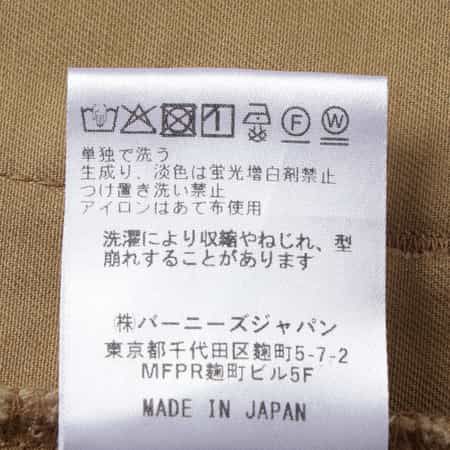 F W
単独で洗う
生成り、淡色は蛍光増白剤禁止
つけ置き洗い禁止
アイロンはあて布使用
洗濯により収縮やねじれ、型
崩れすることがあります
㈱バーニーズジャパン
東京都千代田区麹町5-7-2
MFPR麹町ビル5F
MADE IN JAPAN